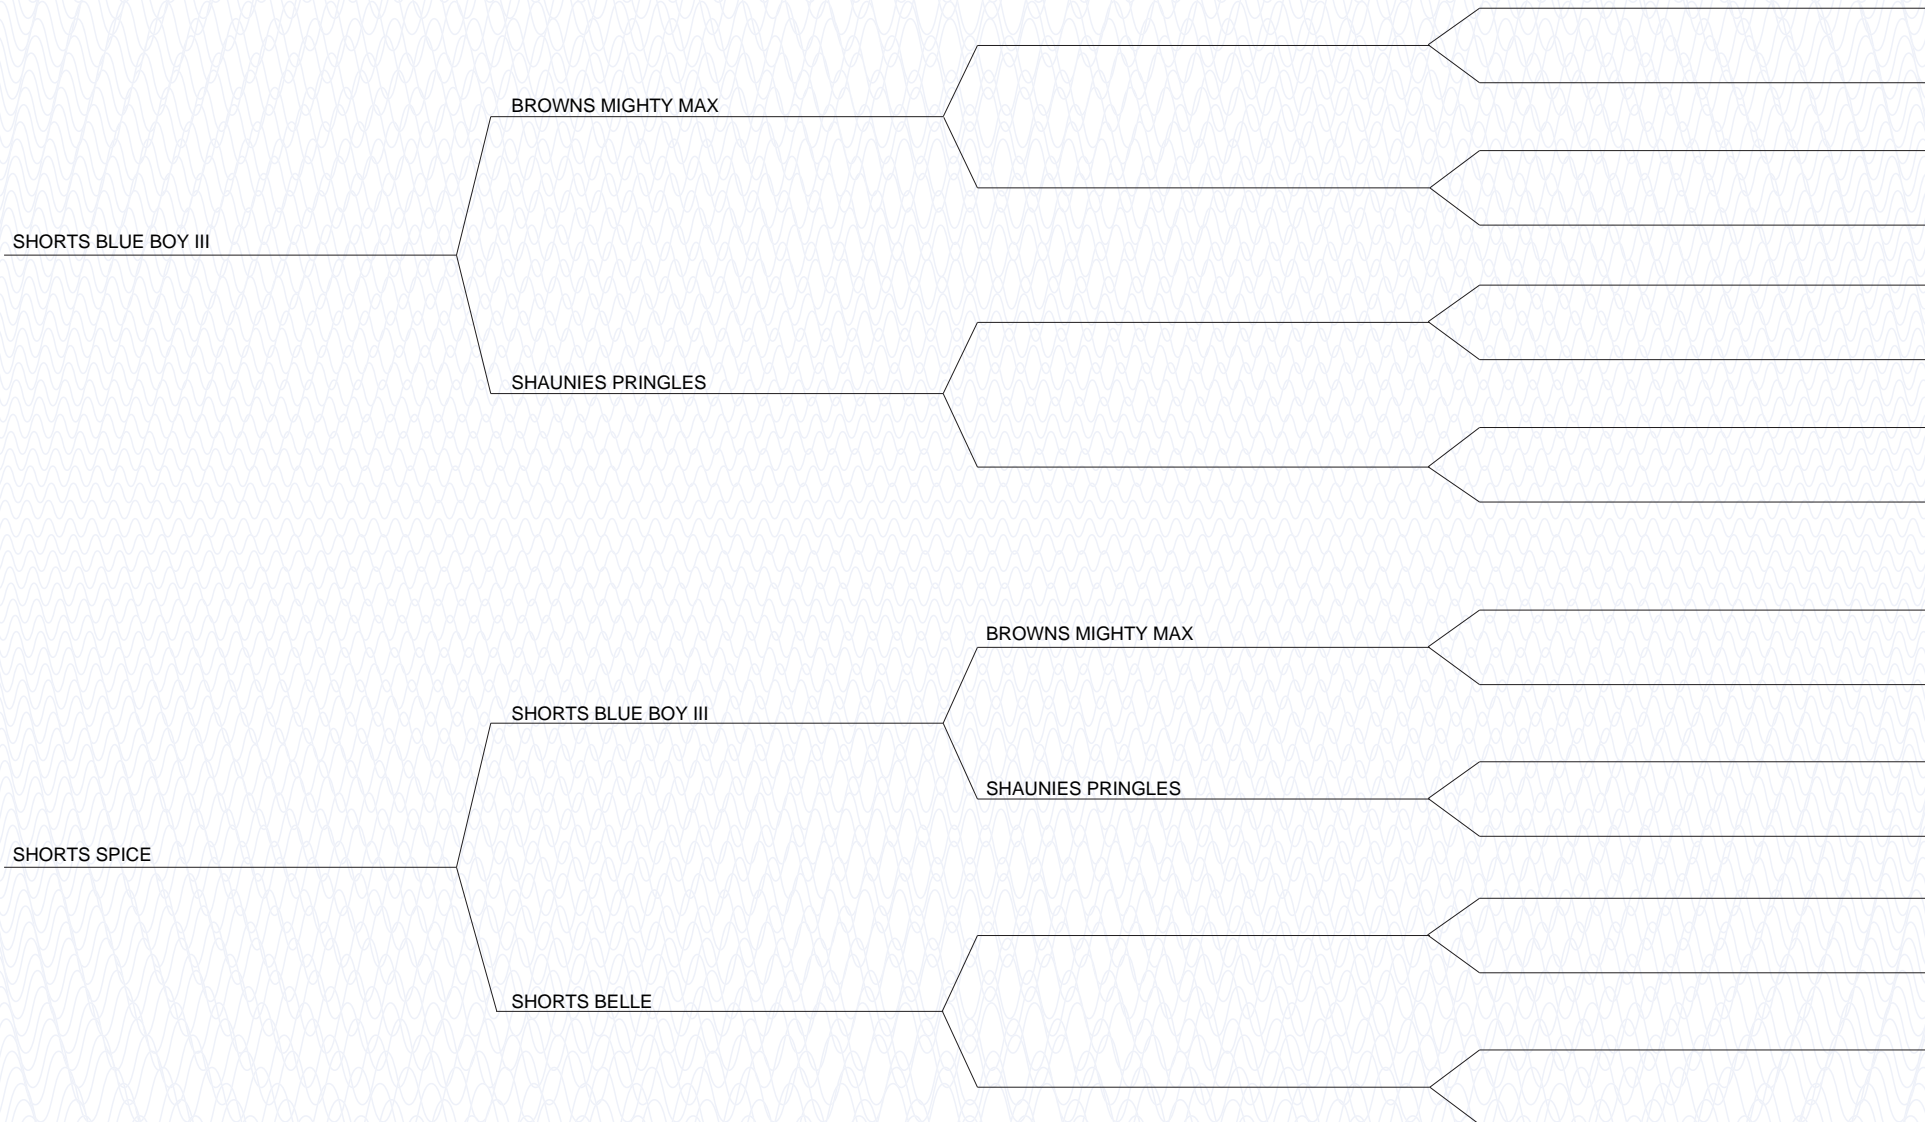 BROWNS MIGHTY MAX
SHORTS BLUE BOY III
SHAUNIES PRINGLES
BROWNS MIGHTY MAX
SHORTS BLUE BOY III
SHAUNIES PRINGLES
SHORTS SPICE
SHORTS BELLE